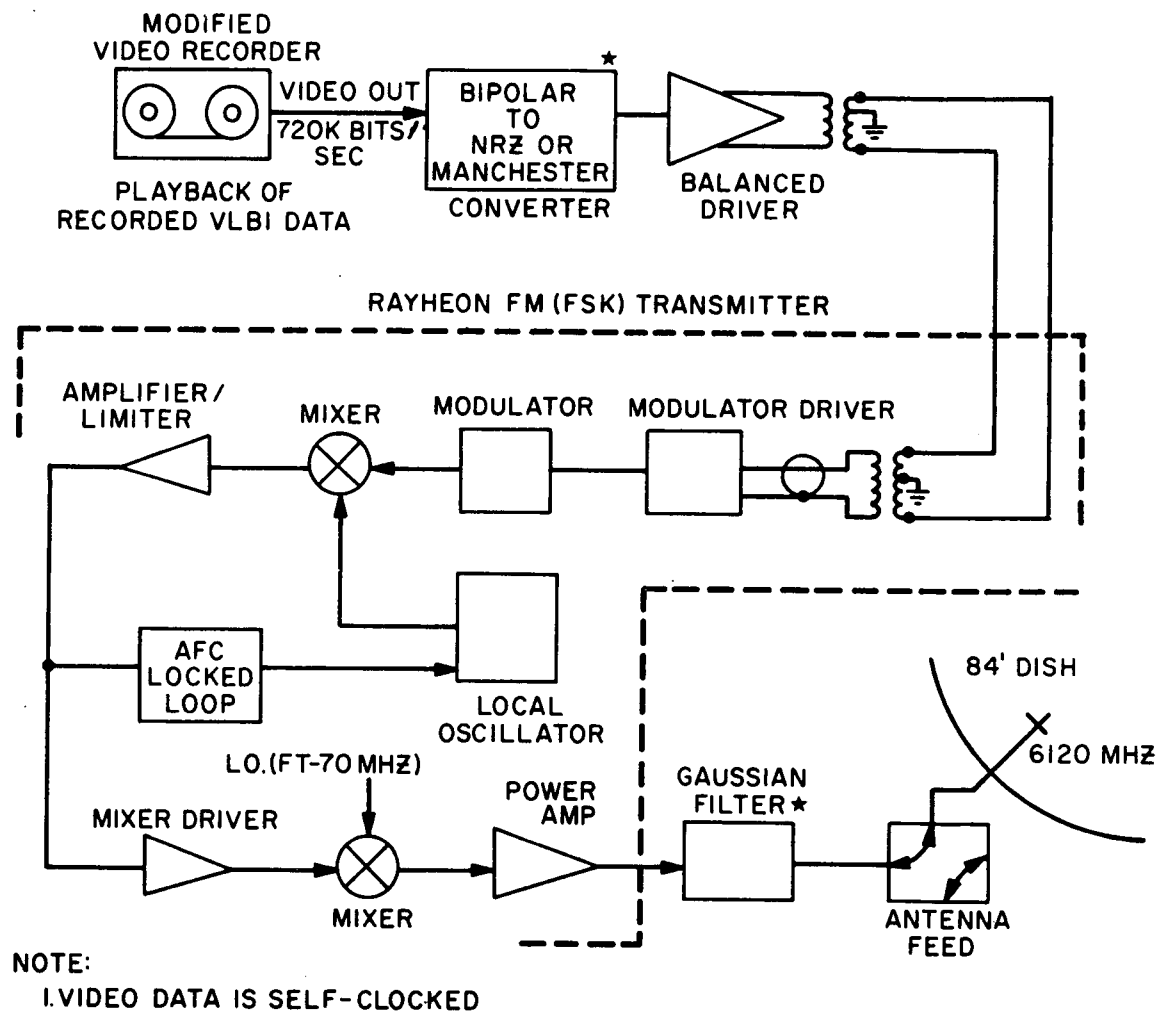 MODIFIED
VIDEO RECORDER
VIDEO OUT
720K BITS/
SEC
PLAYBACK OF
RECORDED VLBI DATA
★
BIPOLAR
TO
NRZ OR
MANCHESTER
CONVERTER
BALANCED
DRIVER
RAYHEON FM (FSK) TRANSMITTER
AMPLIFIER/
LIMITER
MIXER
MODULATOR
MODULATOR DRIVER
AFC
LOCKED
LOOP
LOCAL
OSCILLATOR
84' DISH
6120 MHZ
L.O. (FT-70 MHZ)
MIXER DRIVER
MIXER
POWER
AMP
GAUSSIAN
FILTER ★
ANTENNA
FEED
NOTE:
1. VIDEO DATA IS SELF-CLOCKED